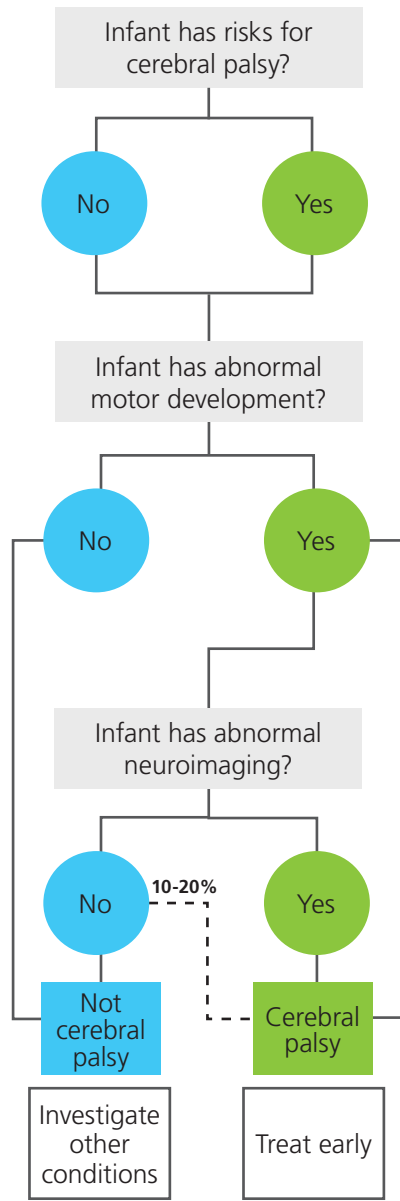 Infant has risks for
cerebral palsy?
No
Yes
Infant has abnormal
motor development?
No
Yes
Infant has abnormal
neuroimaging?
No
10-20%
Yes
Not
cerebral
palsy
Cerebral
palsy
Investigate
other
conditions
Treat early